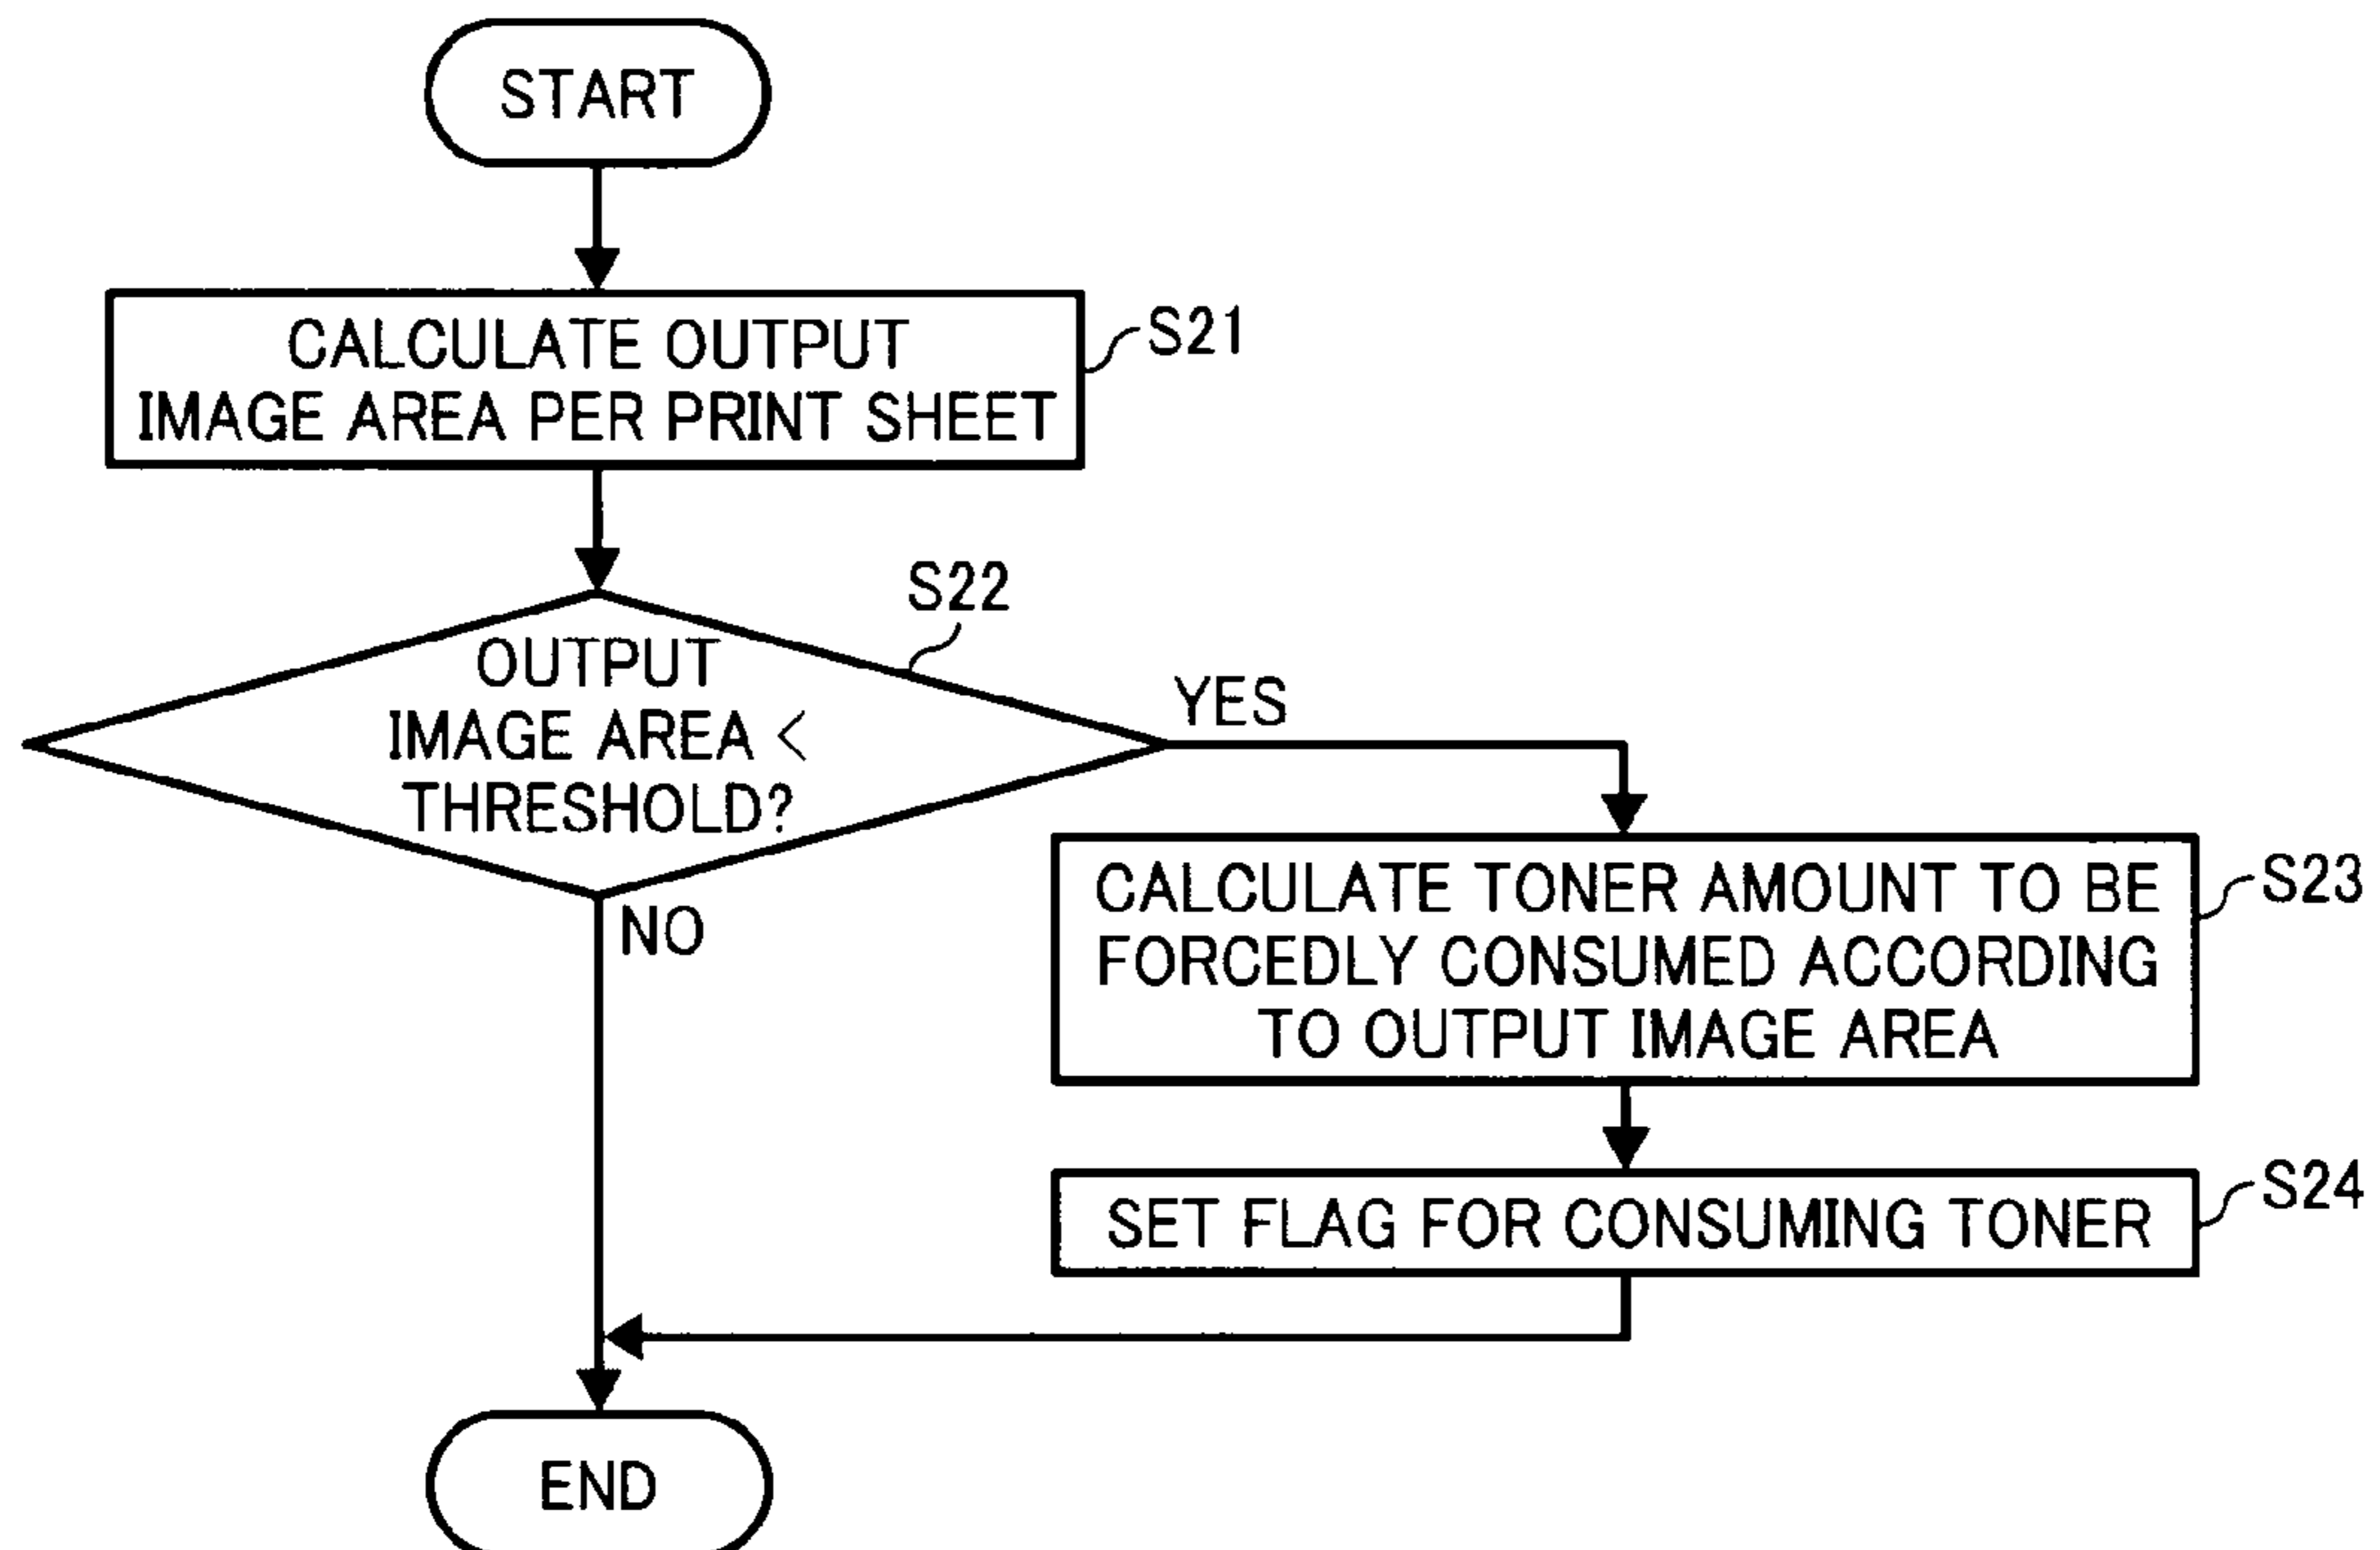 START
CALCULATE OUTPUT
IMAGE AREA PER PRINT SHEET
S21
S22
OUTPUT
IMAGE AREA <
THRESHOLD?
YES
NO
CALCULATE TONER AMOUNT TO BE
FORCEDLY CONSUMED ACCORDING
TO OUTPUT IMAGE AREA
S23
SET FLAG FOR CONSUMING TONER
S24
END